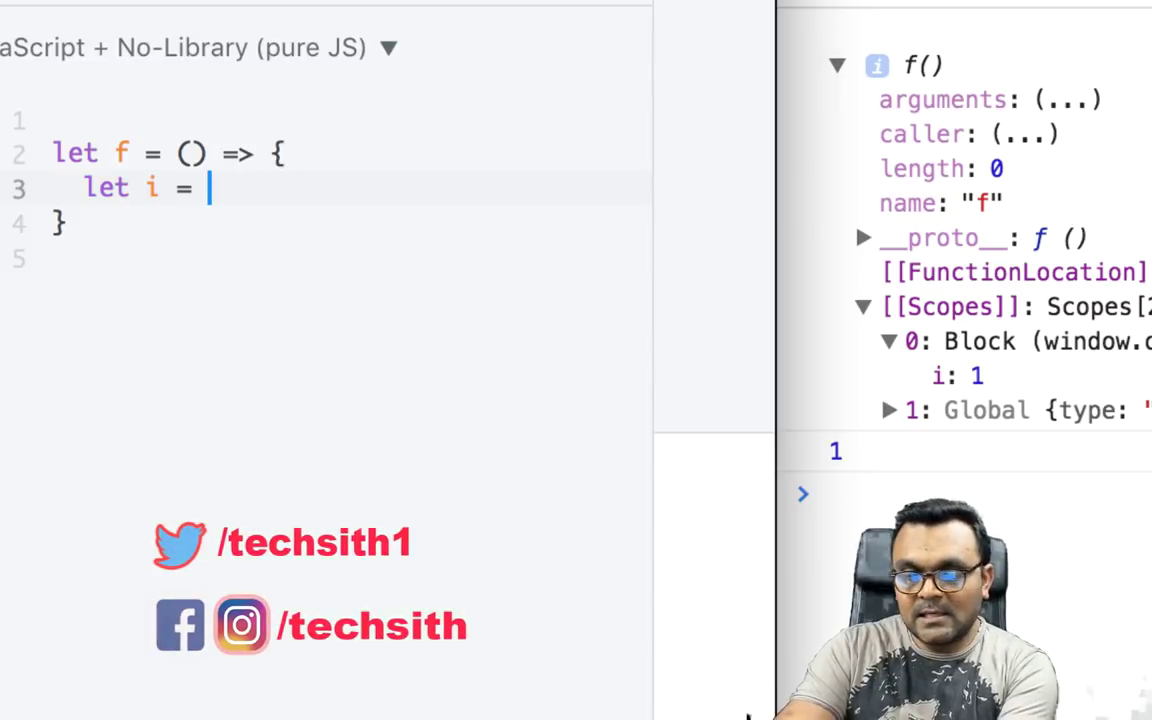 aScript + No-Library (pure JS) ▼
1
2 let f = () => {
3 let i =
4 }
5
/techsith1
/techsith
▼ i f()
arguments: (...)
caller: (...)
length: 0
name: "f"
▶ __proto__: ƒ ()
[[FunctionLocation]
▼ [[Scopes]]: Scopes[2
▼ 0: Block (window.o
i: 1
▶ 1: Global {type: "
1
>